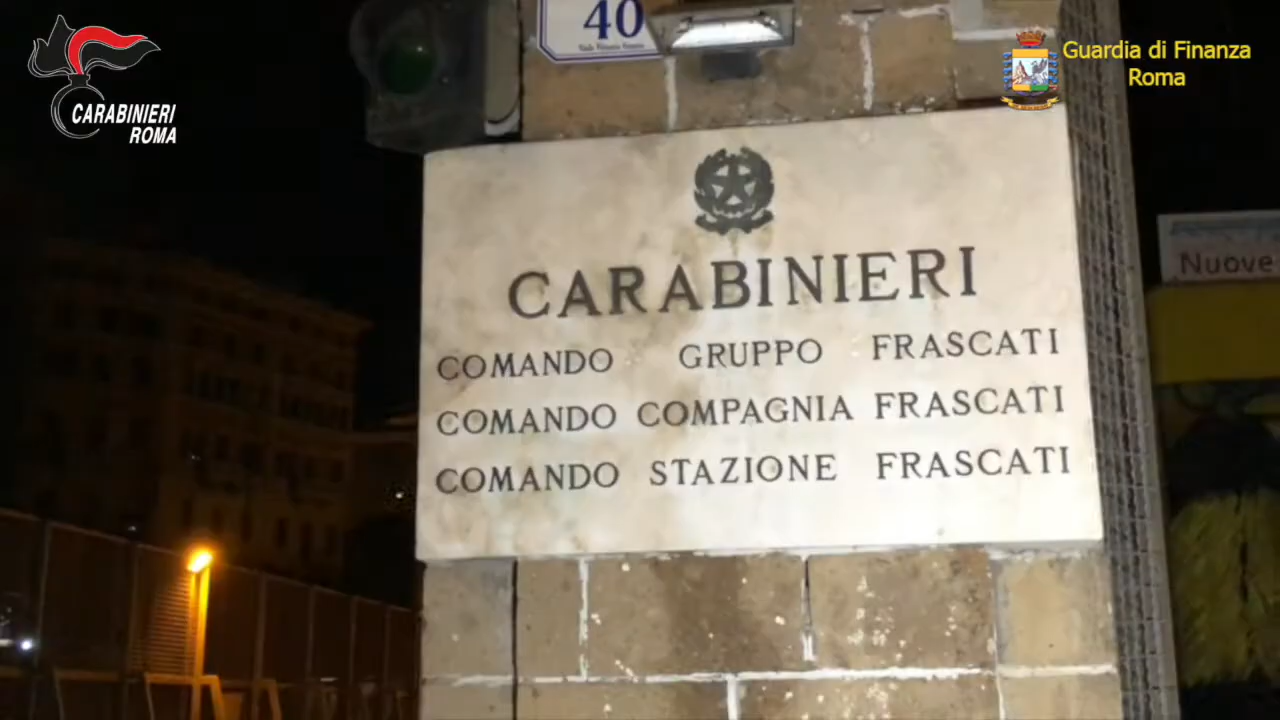 40
CARABINIERI
ROMA
Guardia di Finanza
Roma
CARABINIERI
COMANDO GRUPPO FRASCATI
COMANDO COMPAGNIA FRASCATI
COMANDO STAZIONE FRASCATI
Nuove